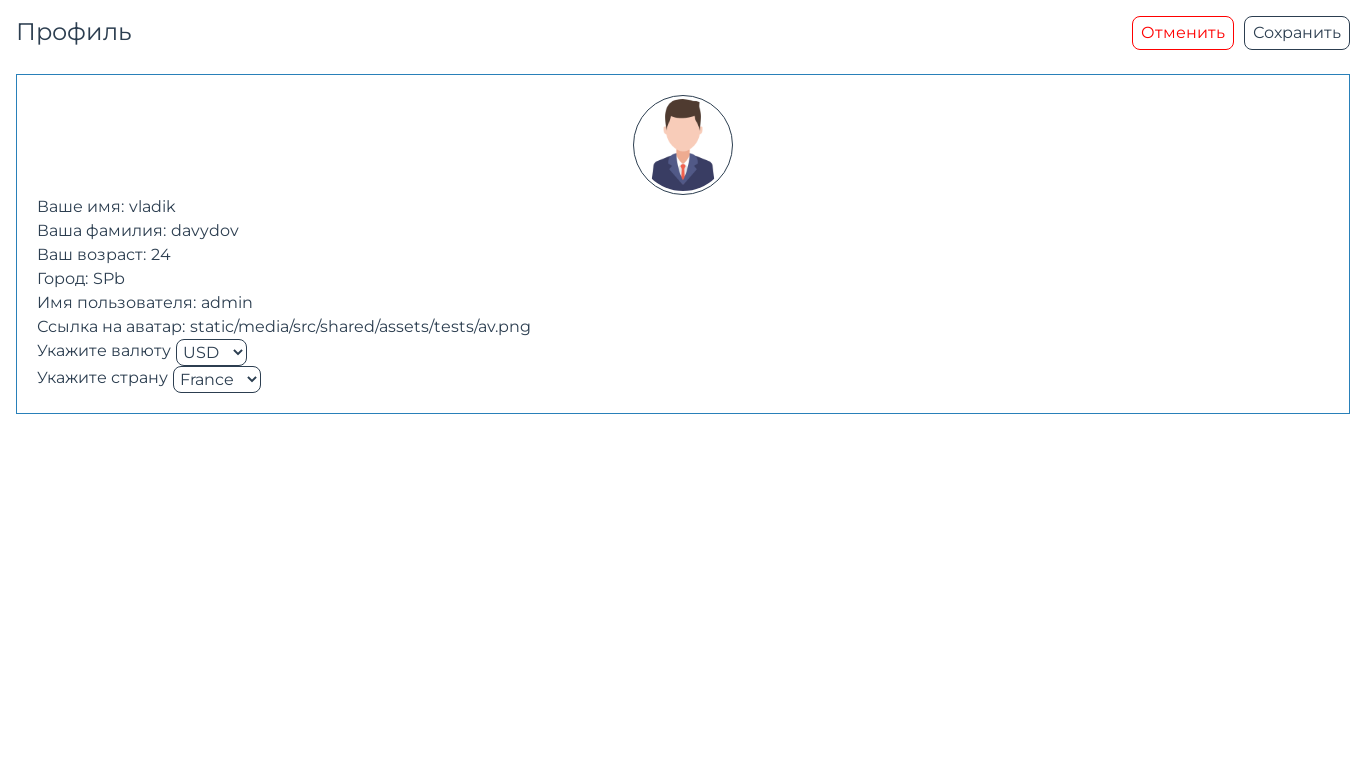 Профиль
Отменить
Сохранить
Ваше имя: vladik
Ваша фамилия: davydov
Ваш возраст: 24
Город: SPb
Имя пользователя: admin
Ссылка на аватар: static/media/src/shared/assets/tests/av.png
Укажите валюту USD
Укажите страну France